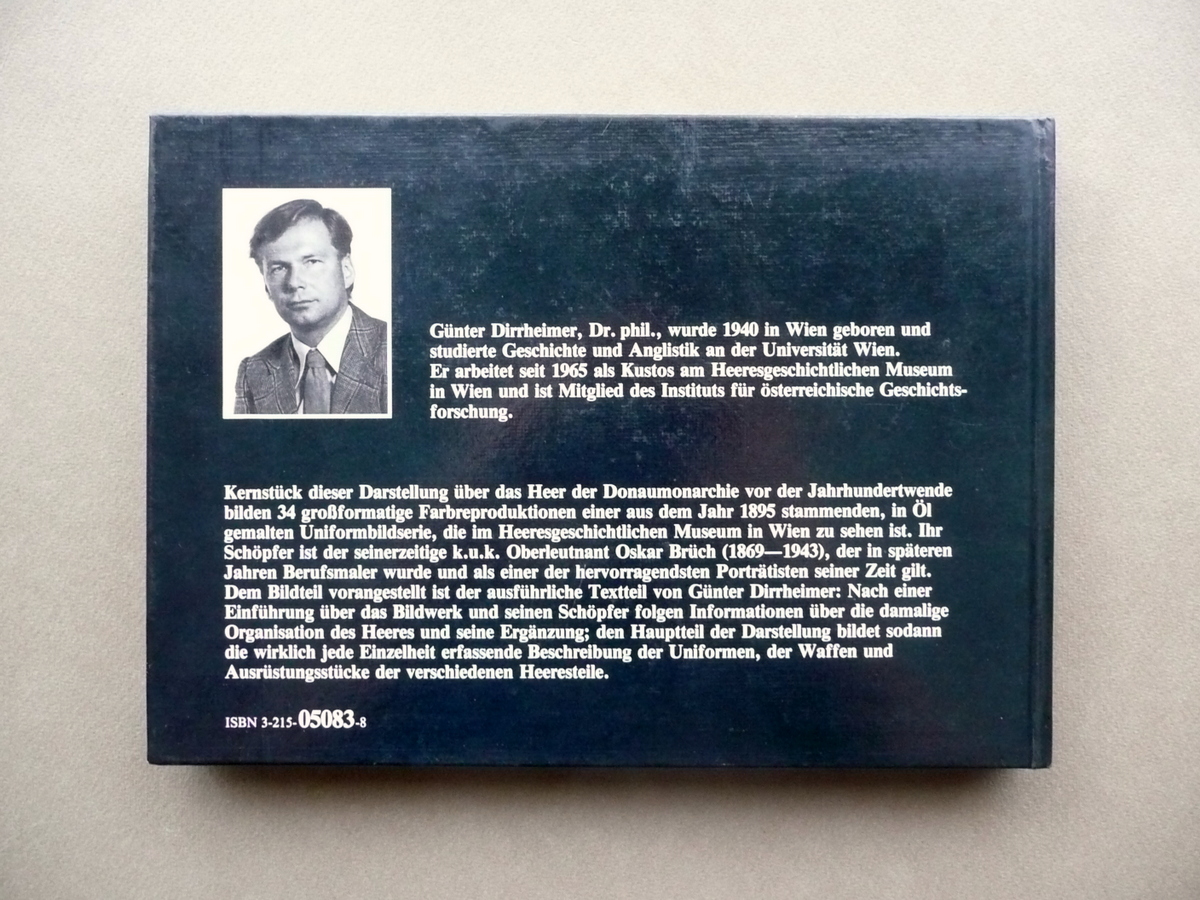 Günter Dirrheimer, Dr. phil., wurde 1940 in Wien geboren und
studierte Geschichte und Anglistik an der Universität Wien.
Er arbeitet seit 1965 als Kustos am Heeresgeschichtlichen Museum
in Wien und ist Mitglied des Instituts für österreichische Geschichts-
forschung.
Kernstück dieser Darstellung über das Heer der Donaumonarchie vor der Jahrhundertwende
bilden 34 großformatige Farbreproduktionen einer aus dem Jahr 1895 stammenden, in Öl
gemalten Uniformbildserie, die im Heeresgeschichtlichen Museum in Wien zu sehen ist. Ihr
Schöpfer ist der seinerzeitige k.u.k. Oberleutnant Oskar Brüch (1869—1943), der in späteren
Jahren Berufsmaler wurde und als einer der hervorragendsten Porträtisten seiner Zeit gilt.
Dem Bildteil vorangestellt ist der ausführliche Textteil von Günter Dirrheimer: Nach einer
Einführung über das Bildwerk und seinen Schöpfer folgen Informationen über die damalige
Organisation des Heeres und seine Ergänzung; den Hauptteil der Darstellung bildet sodann
die wirklich jede Einzelheit erfassende Beschreibung der Uniformen, der Waffen und
Ausrüstungsstücke der verschiedenen Heeresteile.
ISBN 3-215-05083-8